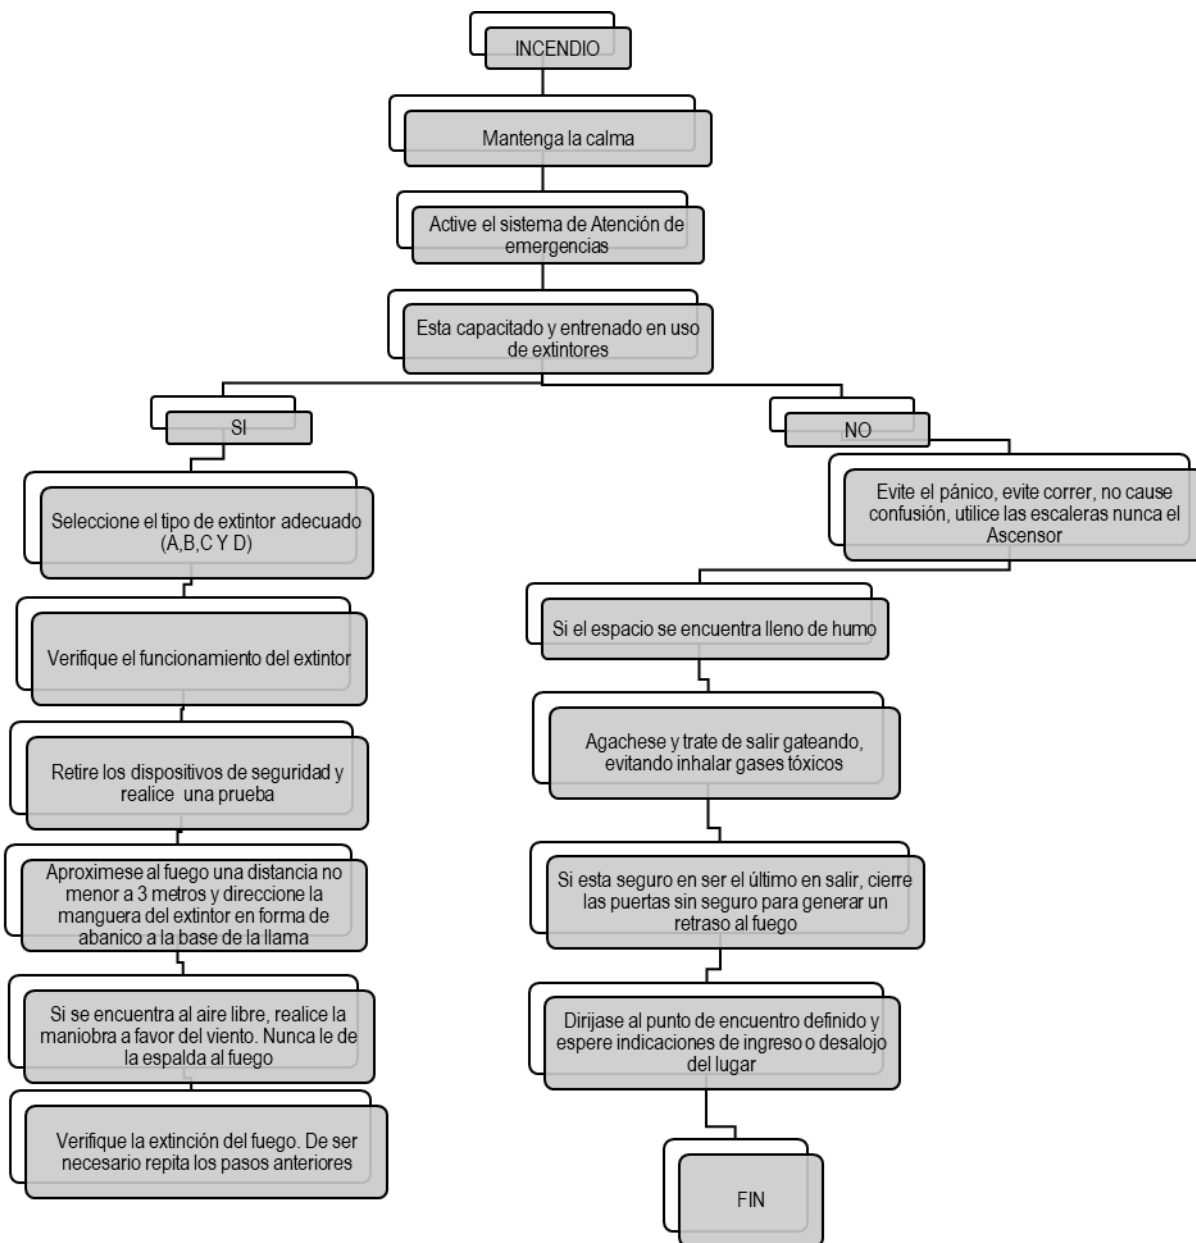 INCENDIO
Mantenga la calma
Active el sistema de Atención de
emergencias
Esta capacitado y entrenado en uso
de extintores
SI
Seleccione el tipo de extintor adecuado
(A,B,C Y D)
Verifique el funcionamiento del extintor
Retire los dispositivos de seguridad y
realice una prueba
Aproximese al fuego una distancia no
menor a 3 metros y direccione la
manguera del extintor en forma de
abanico a la base de la llama
Si se encuentra al aire libre, realice la
maniobra a favor del viento. Nunca le de
la espalda al fuego
Verifique la extinción del fuego. De ser
necesario repita los pasos anteriores
NO
Evite el pánico, evite correr, no cause
confusión, utilice las escaleras nunca el
Ascensor
Si el espacio se encuentra lleno de humo
Agachese y trate de salir gateando,
evitando inhalar gases tóxicos
Si esta seguro en ser el último en salir, cierre
las puertas sin seguro para generar un
retraso al fuego
Dirijase al punto de encuentro definido y
espere indicaciones de ingreso o desalojo
del lugar
FIN